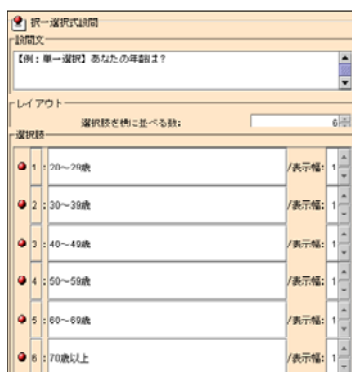 択一選択式設問
設問文
【例：単一選択】あなたの年齢は？
レイアウト
選択肢を横に並べる数： 6
選択肢
1 ： 20～29歳 /表示幅： 1
2 ： 30～39歳 /表示幅： 1
3 ： 40～49歳 /表示幅： 1
4 ： 50～59歳 /表示幅： 1
5 ： 60～69歳 /表示幅： 1
6 ： 70歳以上 /表示幅： 1